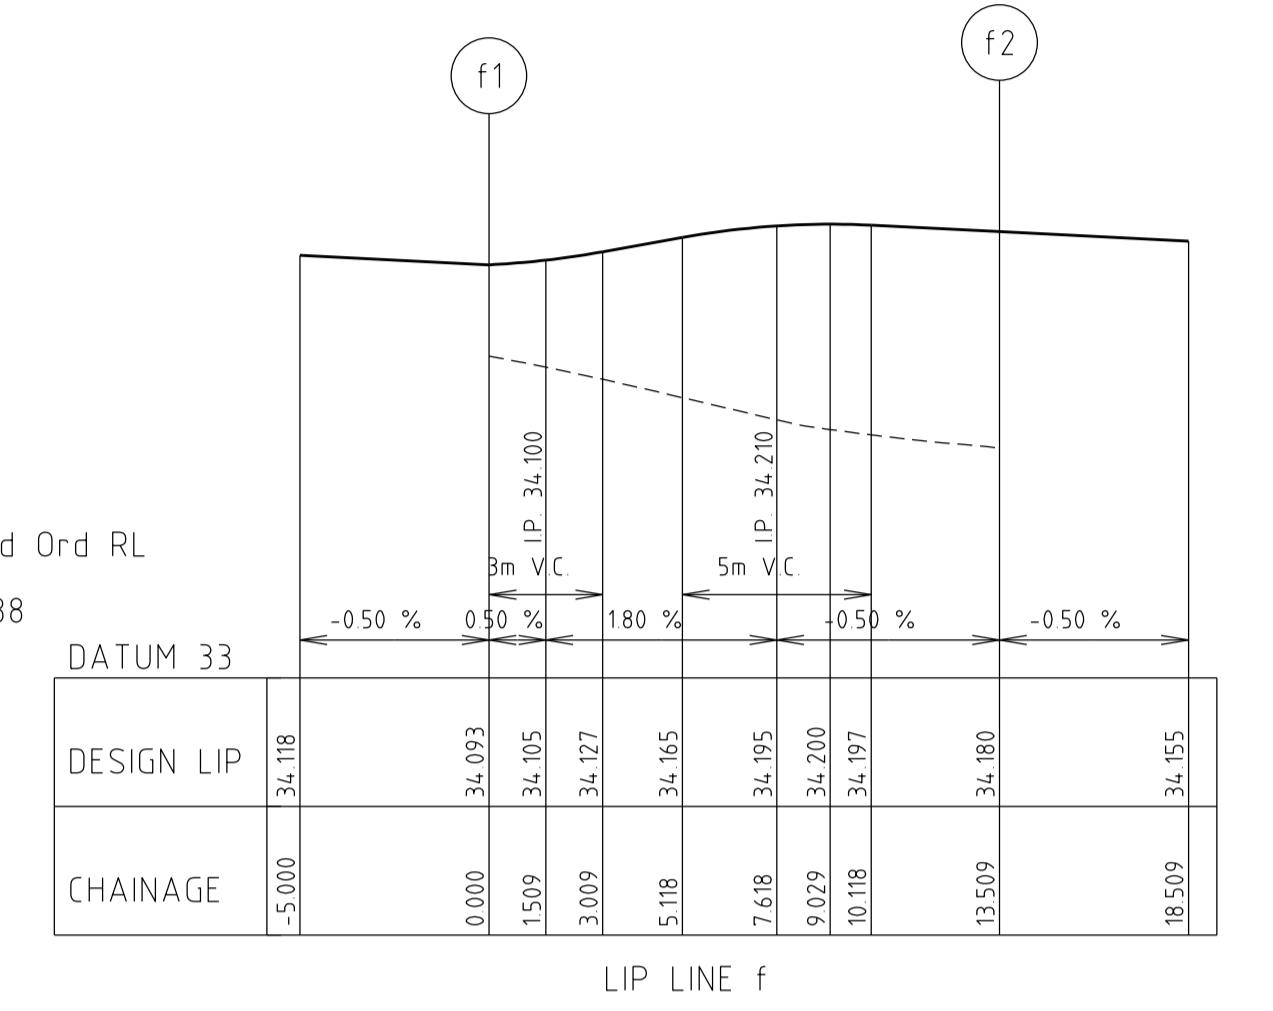 f1
f2
I.P. 34.100
I.P. 34.210
d Ord RL
3m V.C.
5m V.C.
38
-0.50 %
0.50 %
1.80 %
-0.50 %
-0.50 %
DATUM 33
DESIGN LIP
34.118
34.093
34.105
34.127
34.165
34.195
34.200
34.197
34.180
34.155
CHAINAGE
-5.000
0.000
1.509
3.009
5.118
7.618
9.029
10.118
13.509
18.509
LIP LINE f